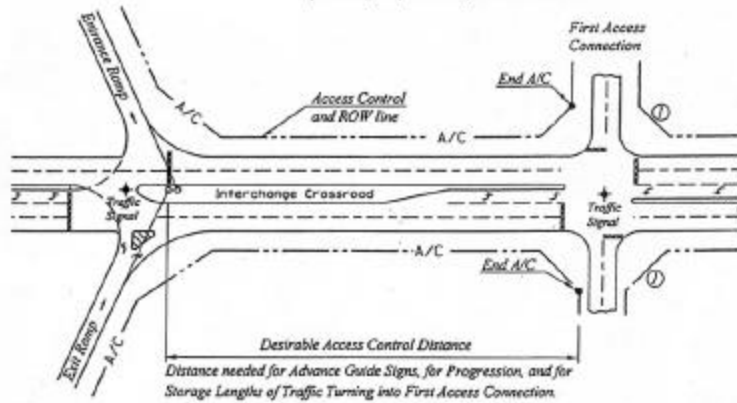 Entrance Ramp
First Access
Connection
End A/C
A/C
Access Control
and ROW line
A/C
1
Interchange Crossroad
Traffic
Signal
Traffic
Signal
A/C
End A/C
1
Exit Ramp
A/C
Desirable Access Control Distance
Distance needed for Advance Guide Signs, for Progression, and for
Storage Lengths of Traffic Turning into First Access Connection.